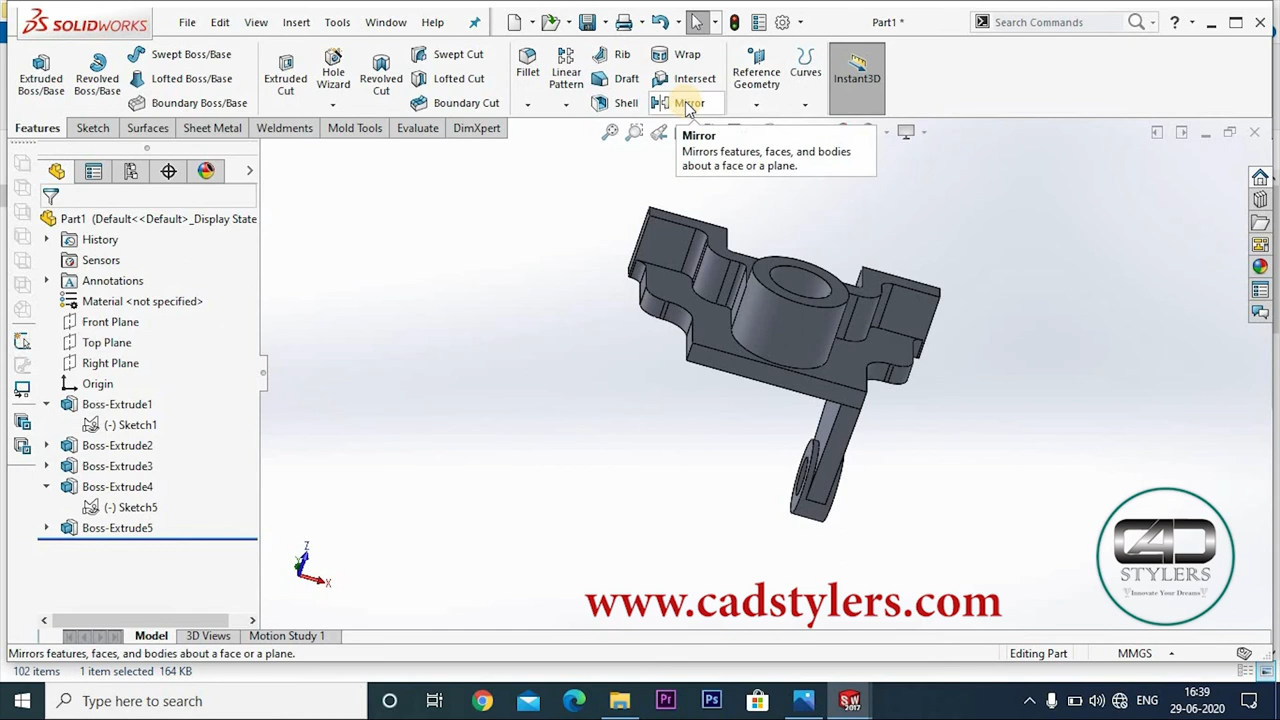 SOLIDWORKS
File
Edit
View
Insert
Tools
Window
Help
Part1 *
Search Commands
?
Extruded
Boss/Base
Revolved
Boss/Base
Swept Boss/Base
Lofted Boss/Base
Boundary Boss/Base
Extruded
Cut
Hole
Wizard
Revolved
Cut
Swept Cut
Lofted Cut
Boundary Cut
Fillet
Linear
Pattern
Rib
Draft
Shell
Wrap
Intersect
Mirror
Reference
Geometry
Curves
Instant3D
Features
Sketch
Surfaces
Sheet Metal
Weldments
Mold Tools
Evaluate
DimXpert
Mirror
Mirrors features, faces, and bodies
about a face or a plane.
Part1 (Default<<Default>_Display State
History
Sensors
Annotations
Material <not specified>
Front Plane
Top Plane
Right Plane
Origin
Boss-Extrude1
(-) Sketch1
Boss-Extrude2
Boss-Extrude3
Boss-Extrude4
(-) Sketch5
Boss-Extrude5
Z
X
CAD
STYLERS
Innovate Your Dreams
www.cadstylers.com
Model
3D Views
Motion Study 1
Mirrors features, faces, and bodies about a face or a plane.
Editing Part
MMGS
102 items
1 item selected 164 KB
Type here to search
Pr
Ps
SW
2017
ENG
16:39
29-06-2020